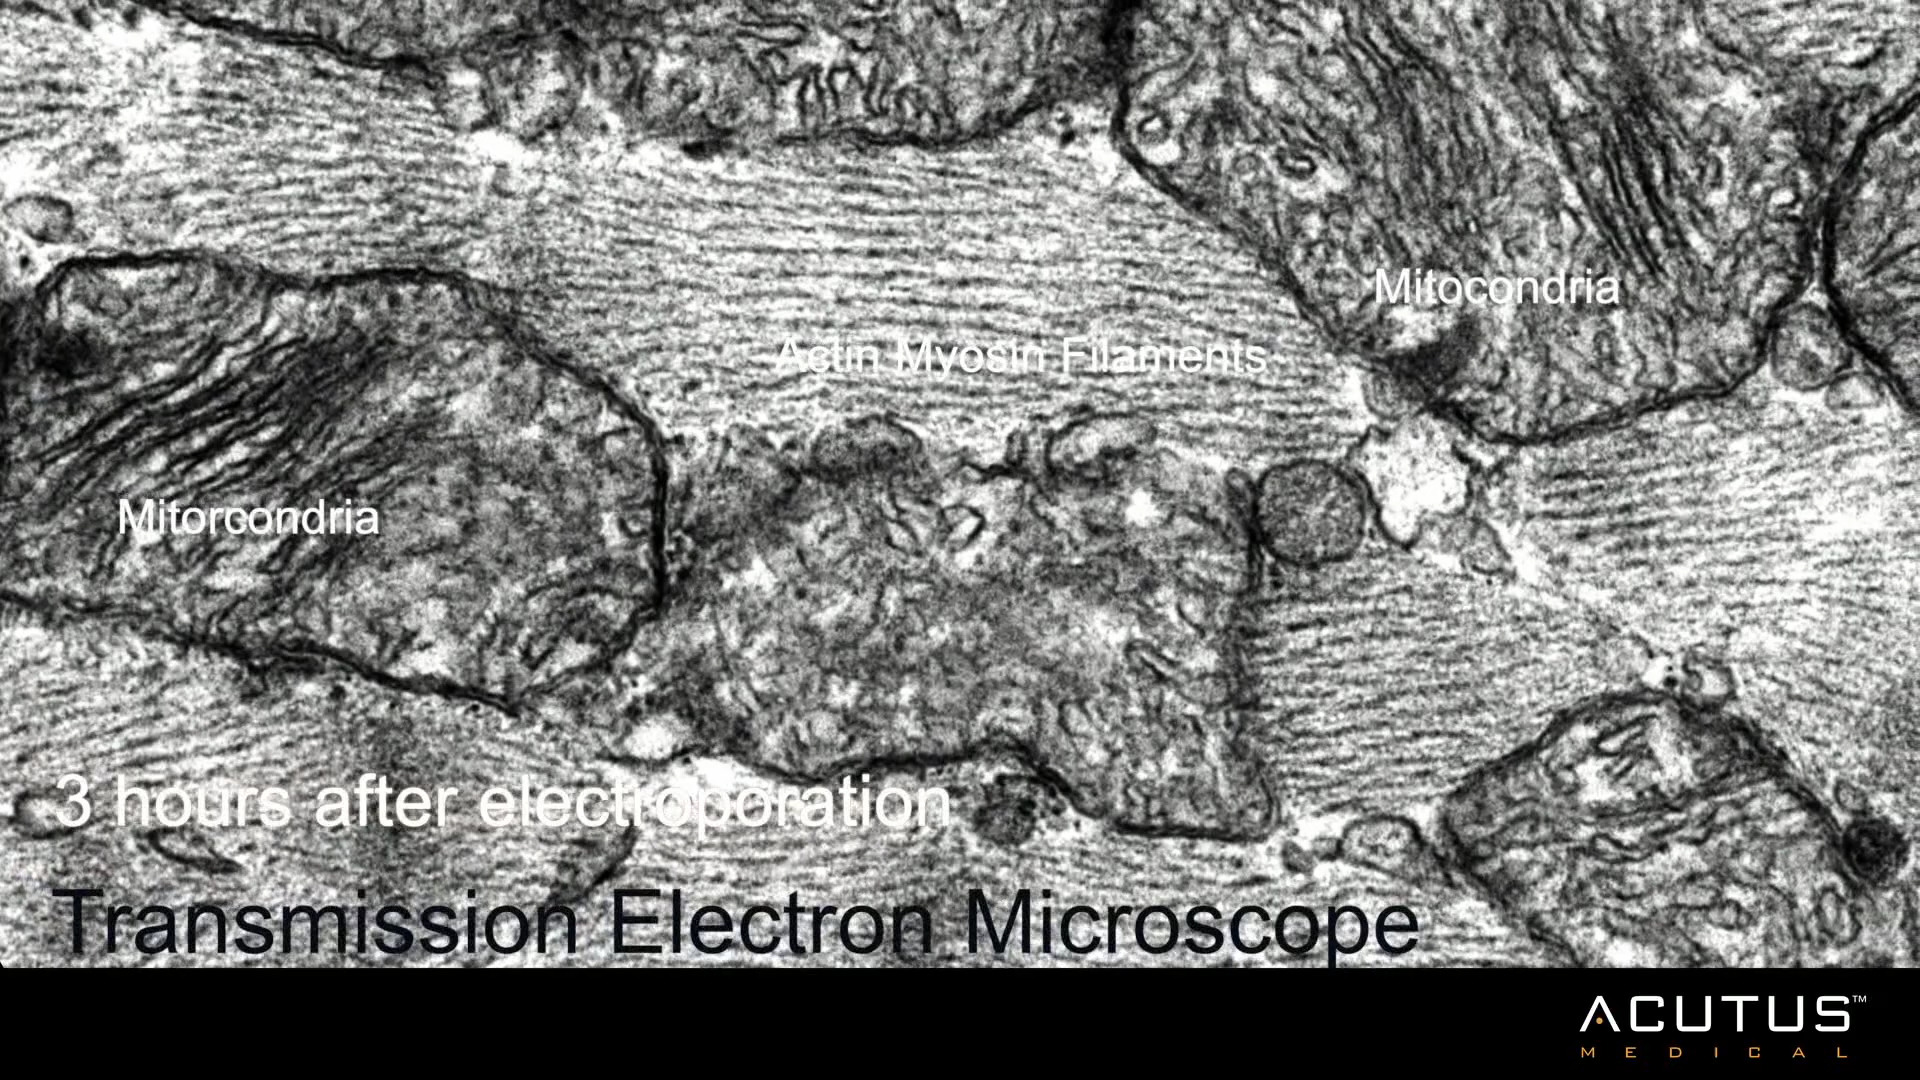 Mitocondria
Actin Myosin Filaments
Mitorcondria
3 hours after electroporation
Transmission Electron Microscope
ACUTUS™
MEDICAL